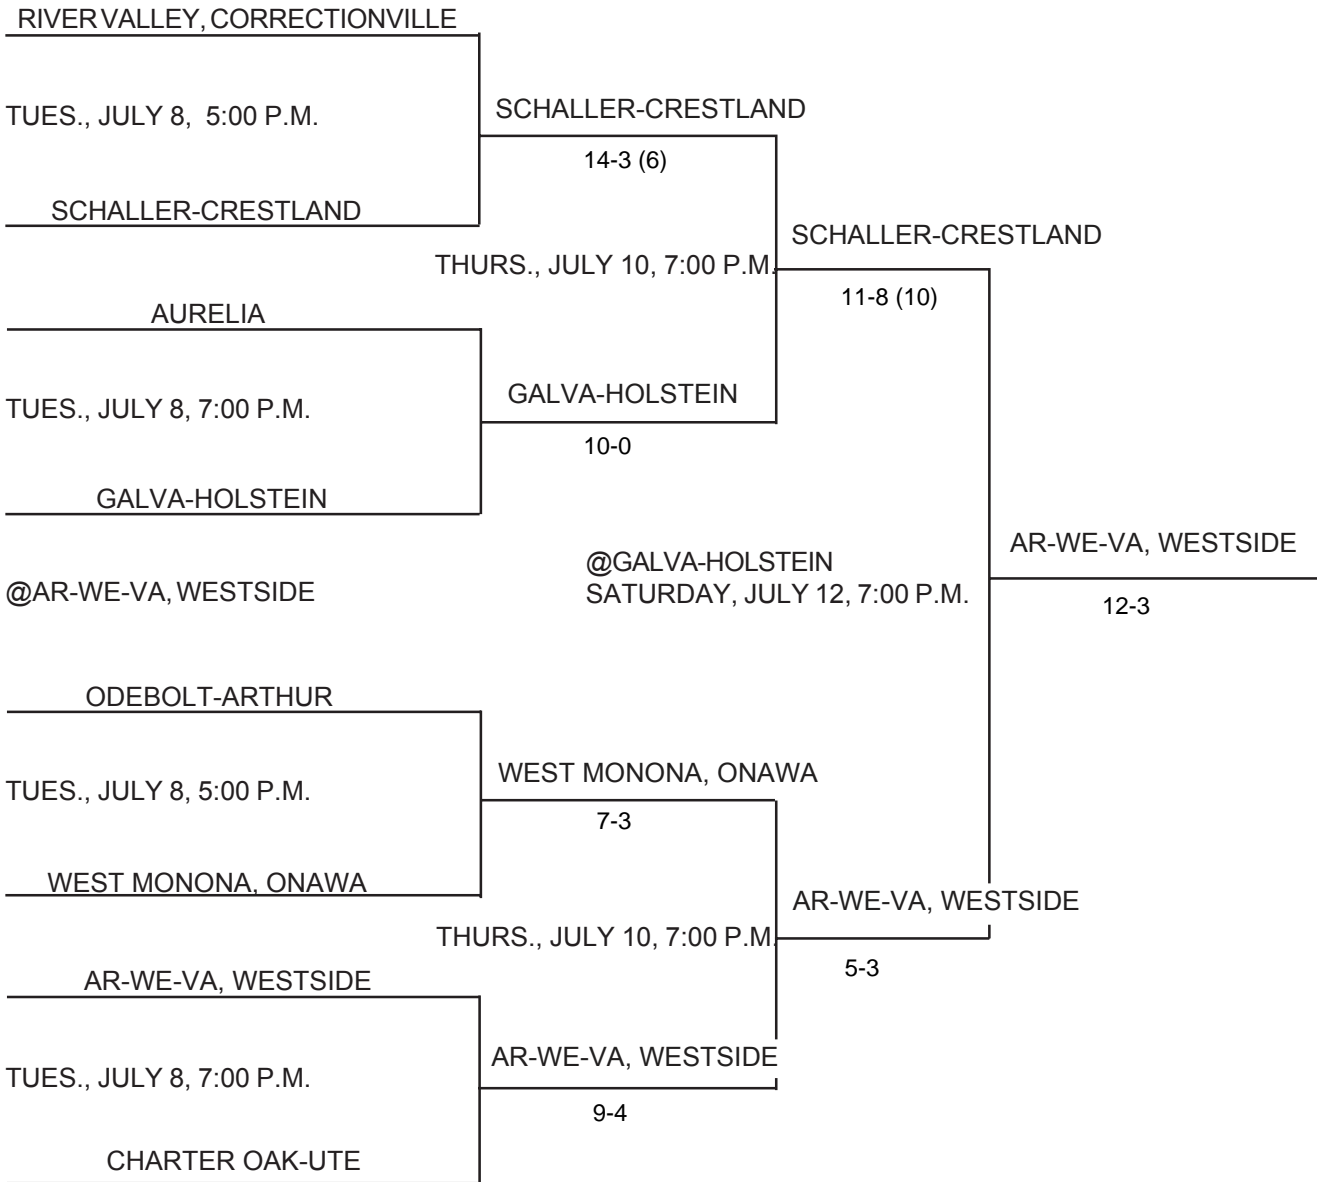 RIVER VALLEY, CORRECTIONVILLE
TUES., JULY 8, 5:00 P.M.
SCHALLER-CRESTLAND
14-3 (6)
SCHALLER-CRESTLAND
SCHALLER-CRESTLAND
THURS., JULY 10, 7:00 P.M.
11-8 (10)
AURELIA
GALVA-HOLSTEIN
TUES., JULY 8, 7:00 P.M.
10-0
GALVA-HOLSTEIN
@AR-WE-VA, WESTSIDE
@GALVA-HOLSTEIN
SATURDAY, JULY 12, 7:00 P.M.
AR-WE-VA, WESTSIDE
12-3
ODEBOLT-ARTHUR
TUES., JULY 8, 5:00 P.M.
WEST MONONA, ONAWA
7-3
WEST MONONA, ONAWA
AR-WE-VA, WESTSIDE
THURS., JULY 10, 7:00 P.M.
5-3
AR-WE-VA, WESTSIDE
AR-WE-VA, WESTSIDE
TUES., JULY 8, 7:00 P.M.
9-4
CHARTER OAK-UTE